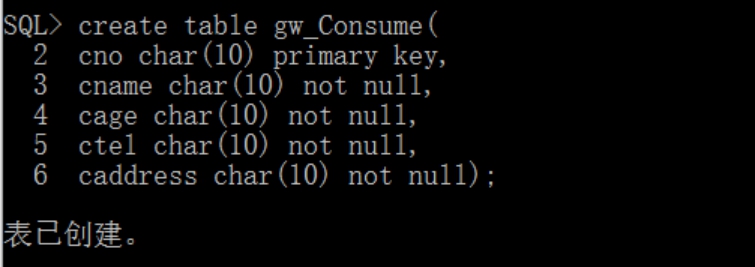 SQL> create table gw_Consume(
2 cno char(10) primary key,
3 cname char(10) not null,
4 cage char(10) not null,
5 ctel char(10) not null,
6 caddress char(10) not null);
表已创建。